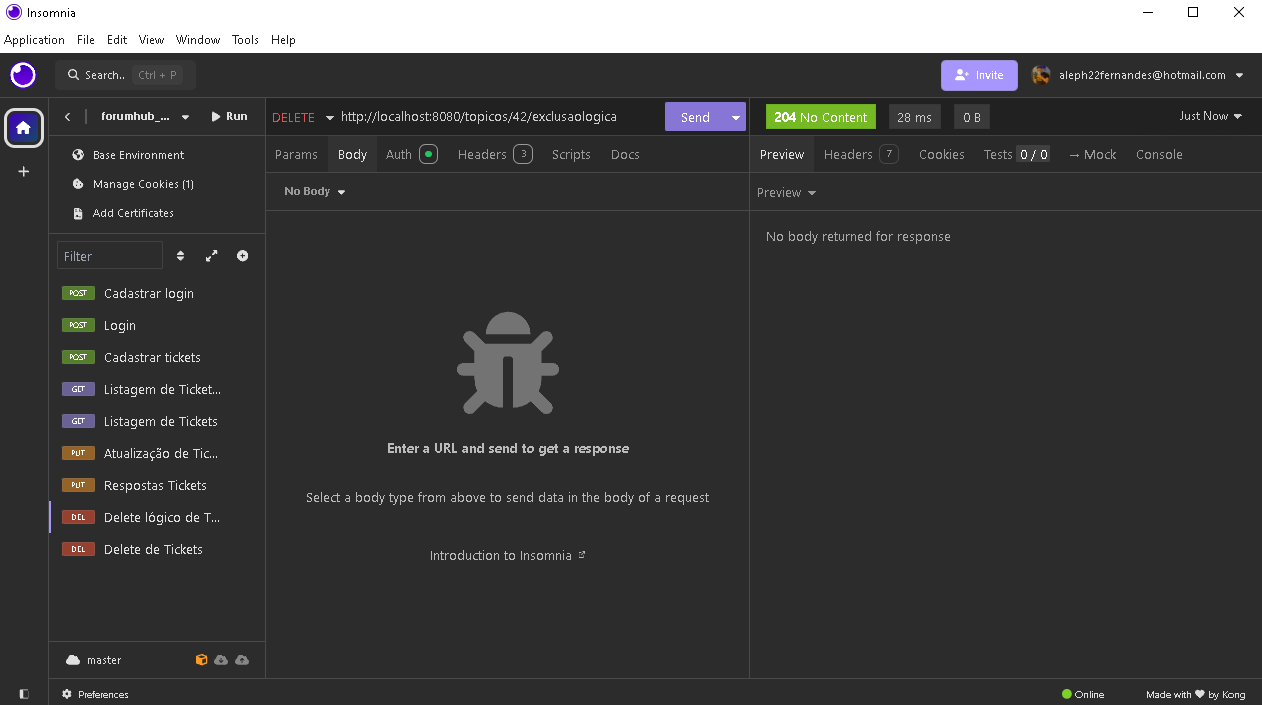 Insomnia
Application File Edit View Window Tools Help
Search.. Ctrl + P
Invite
aleph22fernandes@hotmail.com
forumhub_... Run
DELETE http://localhost:8080/topicos/42/exclusaologica Send
204 No Content 28 ms 0 B Just Now
Base Environment
Manage Cookies (1)
Add Certificates
Params Body Auth Headers 3 Scripts Docs
Preview Headers 7 Cookies Tests 0 / 0 → Mock Console
No Body
Preview
Filter
No body returned for response
POST Cadastrar login
POST Login
POST Cadastrar tickets
GET Listagem de Ticket...
GET Listagem de Tickets
PUT Atualização de Tic...
PUT Respostas Tickets
DEL Delete lógico de T...
DEL Delete de Tickets
Enter a URL and send to get a response
Select a body type from above to send data in the body of a request
Introduction to Insomnia
master
Preferences
Online
Made with ❤ by Kong